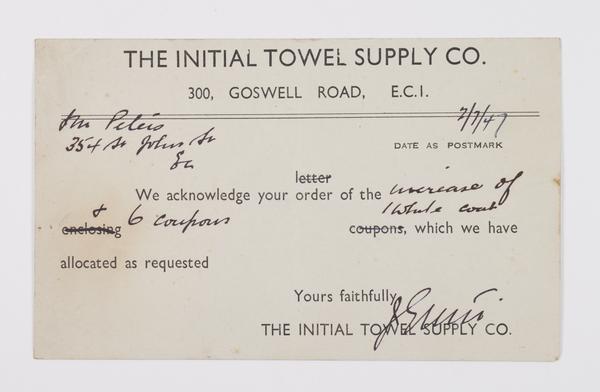 THE INITIAL TOWEL SUPPLY CO.
300, GOSWELL ROAD, E.C.1.
Mr Peters 2/7/47
354 St Johns St DATE AS POSTMARK
EC
letter
We acknowledge your order of the increase of
1 white coat
& 6 coupons
enclosing coupons, which we have
allocated as requested
Yours faithfully
THE INITIAL TOWEL SUPPLY CO.